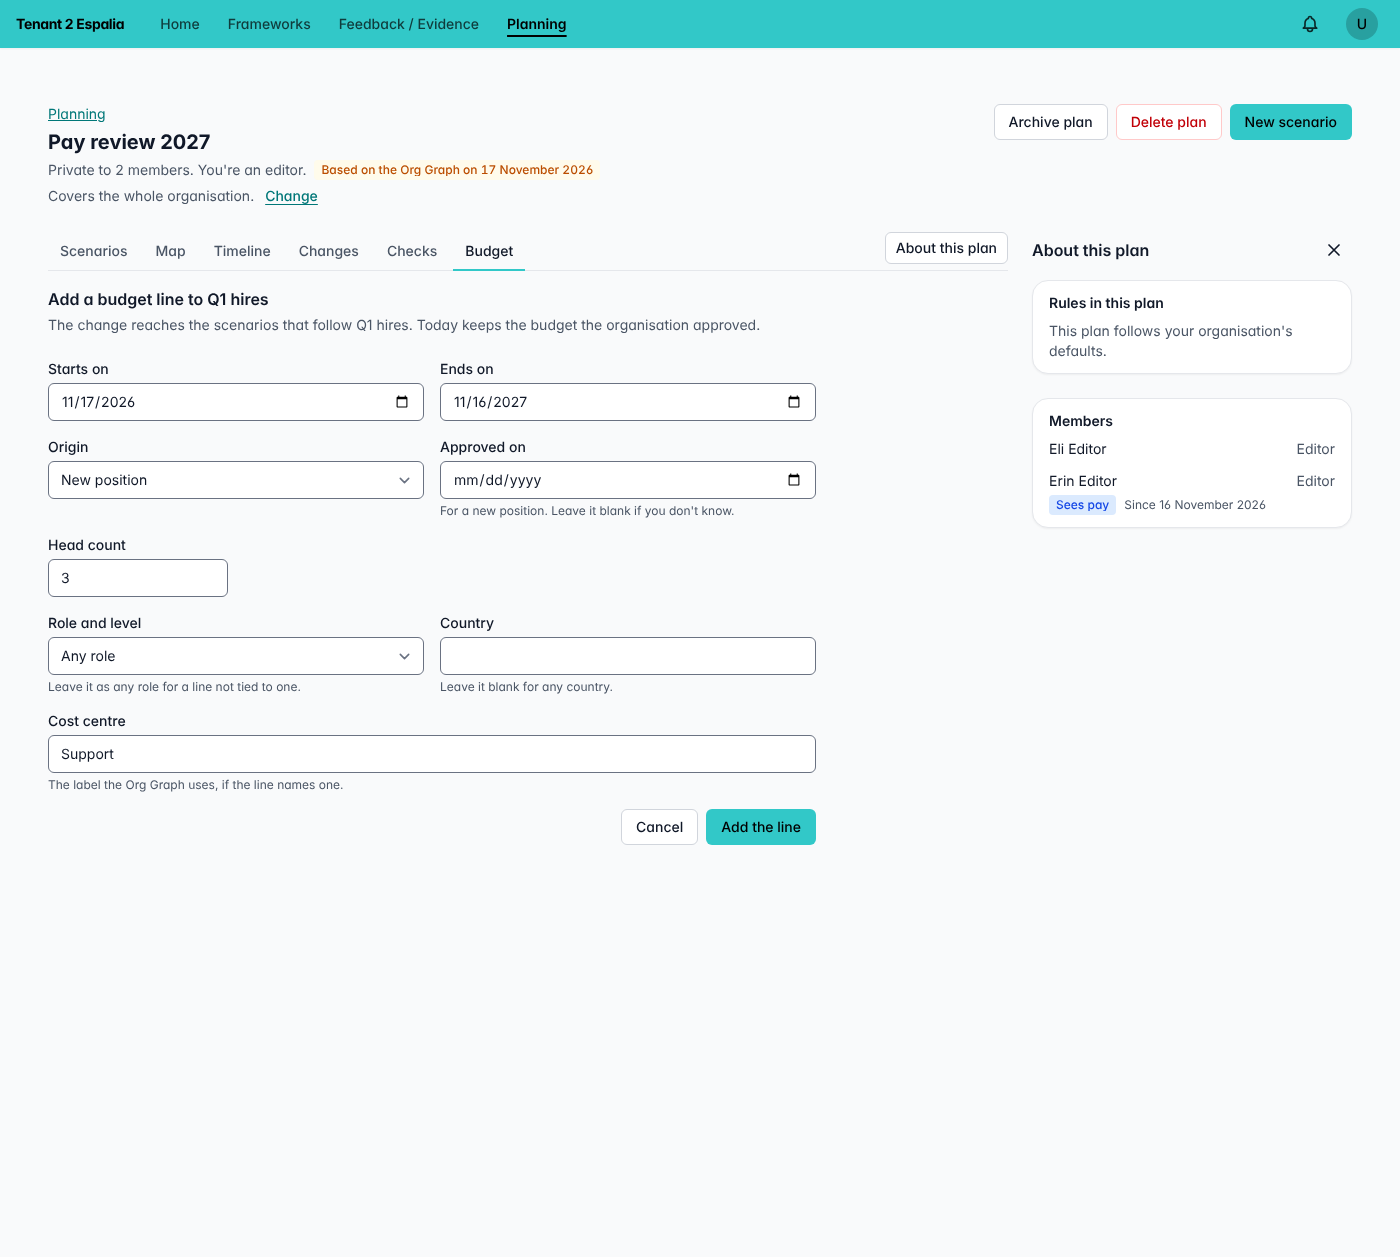 Tenant 2 Espalia
Home
Frameworks
Feedback / Evidence
Planning
U
Planning
Pay review 2027
Private to 2 members. You're an editor.
Based on the Org Graph on 17 November 2026
Covers the whole organisation.
Change
Archive plan
Delete plan
New scenario
Scenarios
Map
Timeline
Changes
Checks
Budget
About this plan
Add a budget line to Q1 hires
The change reaches the scenarios that follow Q1 hires. Today keeps the budget the organisation approved.
Starts on
11/17/2026
Ends on
11/16/2027
Origin
New position
Approved on
mm/dd/yyyy
For a new position. Leave it blank if you don't know.
Head count
3
Role and level
Any role
Leave it as any role for a line not tied to one.
Country
Leave it blank for any country.
Cost centre
Support
The label the Org Graph uses, if the line names one.
Cancel
Add the line
About this plan
Rules in this plan
This plan follows your organisation's
defaults.
Members
Eli Editor
Editor
Erin Editor
Editor
Sees pay
Since 16 November 2026